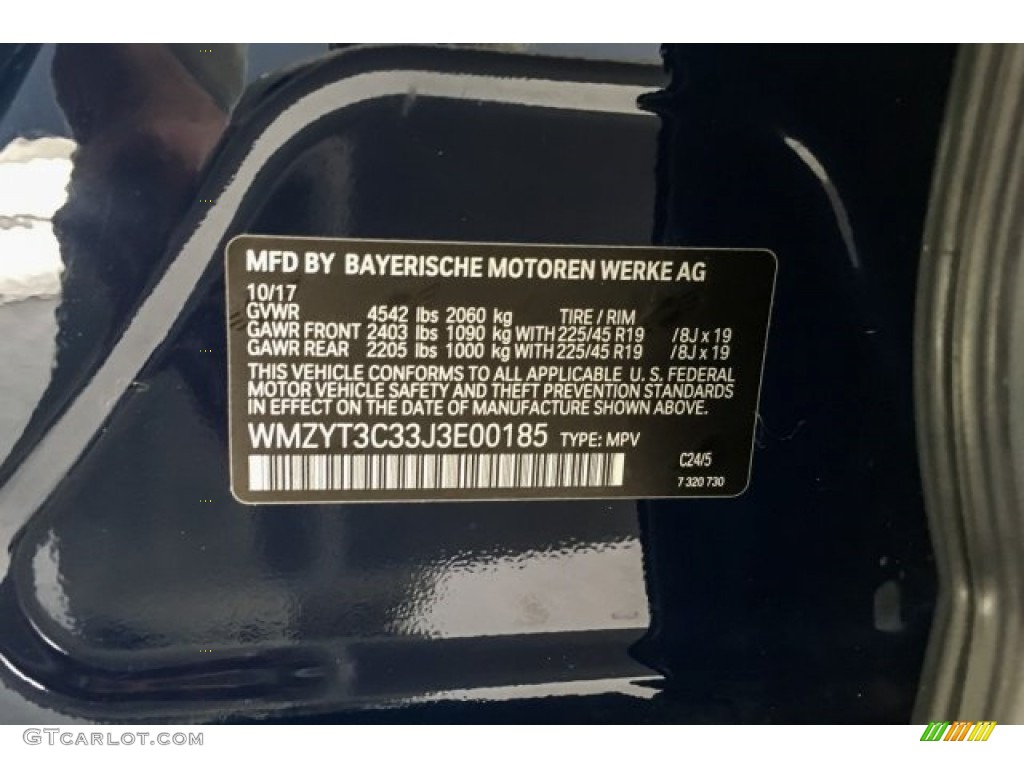 MFD BY BAYERISCHE MOTOREN WERKE AG
10/17
GVWR 4542 lbs 2060 kg TIRE / RIM
GAWR FRONT 2403 lbs 1090 kg WITH 225/45 R19 /8J x 19
GAWR REAR 2205 lbs 1000 kg WITH 225/45 R19 /8J x 19
THIS VEHICLE CONFORMS TO ALL APPLICABLE U.S. FEDERAL
MOTOR VEHICLE SAFETY AND THEFT PREVENTION STANDARDS
IN EFFECT ON THE DATE OF MANUFACTURE SHOWN ABOVE.
WMZYT3C33J3E00185 TYPE: MPV
C24/5
7 320 730
GTCarlot.com